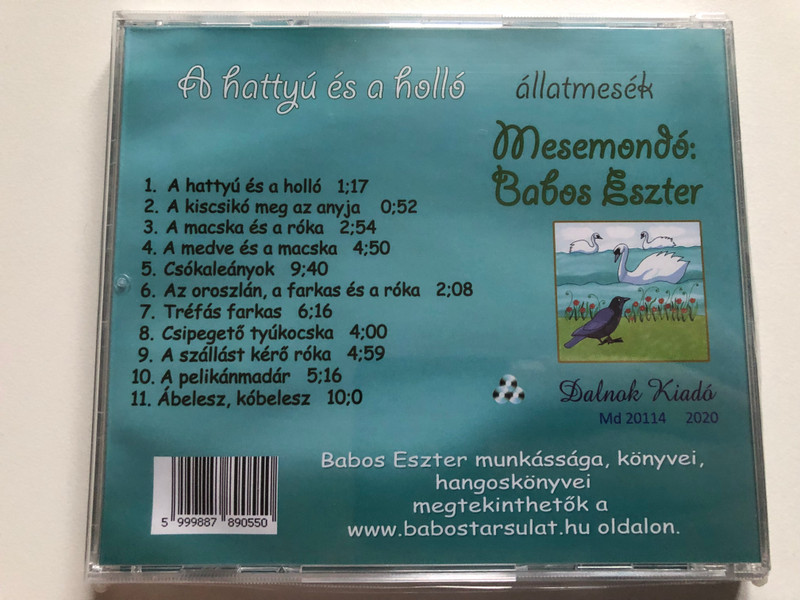 A hattyú és a holló állatmesék
Mesemondó:
Babos Eszter
1. A hattyú és a holló 1;17
2. A kiscsikó meg az anyja 0;52
3. A macska és a róka 2;54
4. A medve és a macska 4;50
5. Csókaleányok 9;40
6. Az oroszlán, a farkas és a róka 2;08
7. Tréfás farkas 6;16
8. Csipegető tyúkocska 4;00
9. A szállást kérő róka 4;59
10. A pelikánmadár 5;16
11. Ábelesz, kóbelesz 10;0
Dalnok Kiadó
Md 20114 2020
Babos Eszter munkássága, könyvei,
hangoskönyvei
megtekinthetők a
www.babostarsulat.hu oldalon.
5 999887 890550